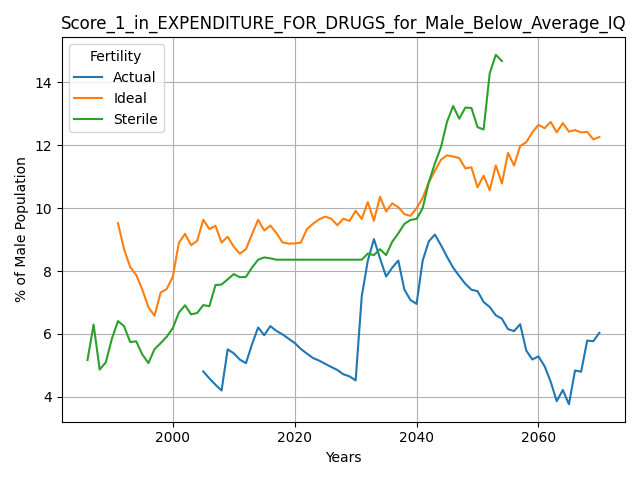 Score_1_in_EXPENDITURE_FOR_DRUGS_for_Male_Below_Average_IQ
Fertility
Actual
Ideal
Sterile
% of Male Population
14
12
10
8
6
4
2000
2020
2040
2060
Years